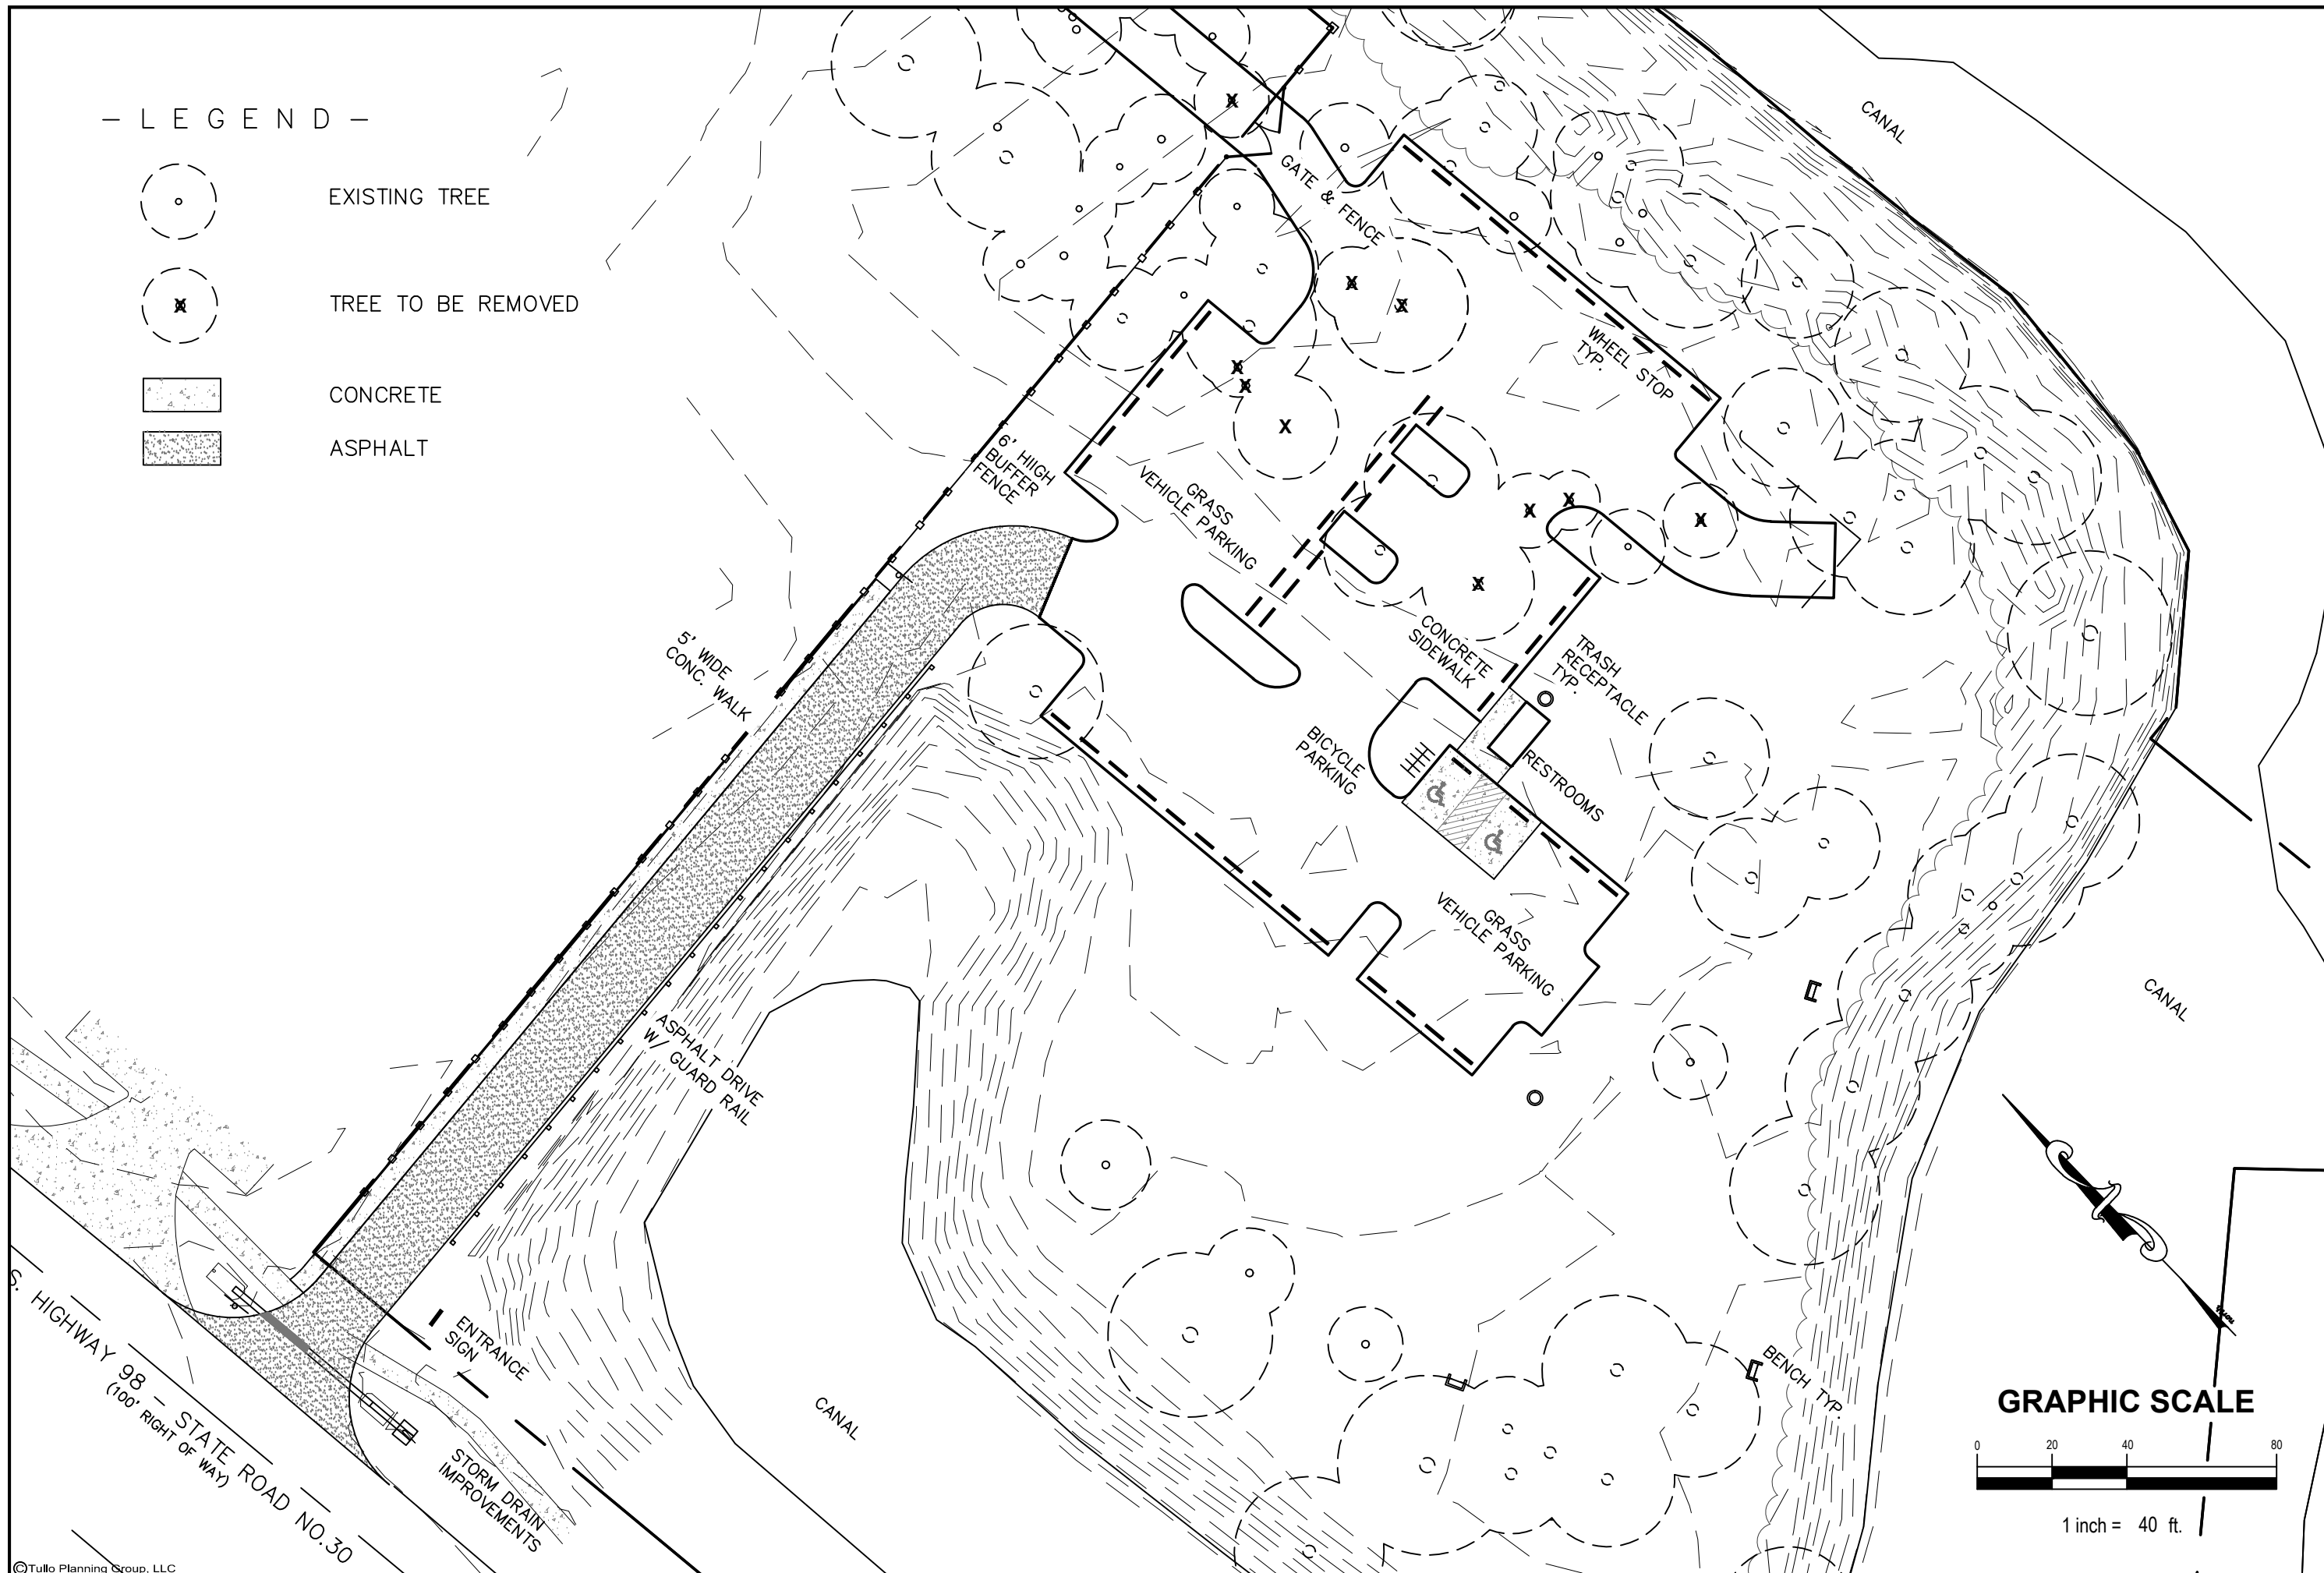 – L E G E N D –
EXISTING TREE
TREE TO BE REMOVED
CONCRETE
ASPHALT
CANAL
GATE & FENCE
WHEEL STOP
TYP.
6' HIIGH
BUFFER
FENCE
GRASS
VEHICLE PARKING
5' WIDE
CONC. WALK
CONCRETE
SIDEWALK
TRASH
RECEPTACLE
TYP.
BICYCLE
PARKING
RESTROOMS
GRASS
VEHICLE PARKING
CANAL
ASPHALT DRIVE
W/ GUARD RAIL
ENTRANCE
SIGN
S. HIGHWAY 98 – STATE ROAD NO.30
(100' RIGHT OF WAY)
STORM DRAIN
IMPROVEMENTS
CANAL
BENCH TYP.
NORTH
GRAPHIC SCALE
0 20 40 80
1 inch = 40 ft.
©Tullo Planning Group, LLC